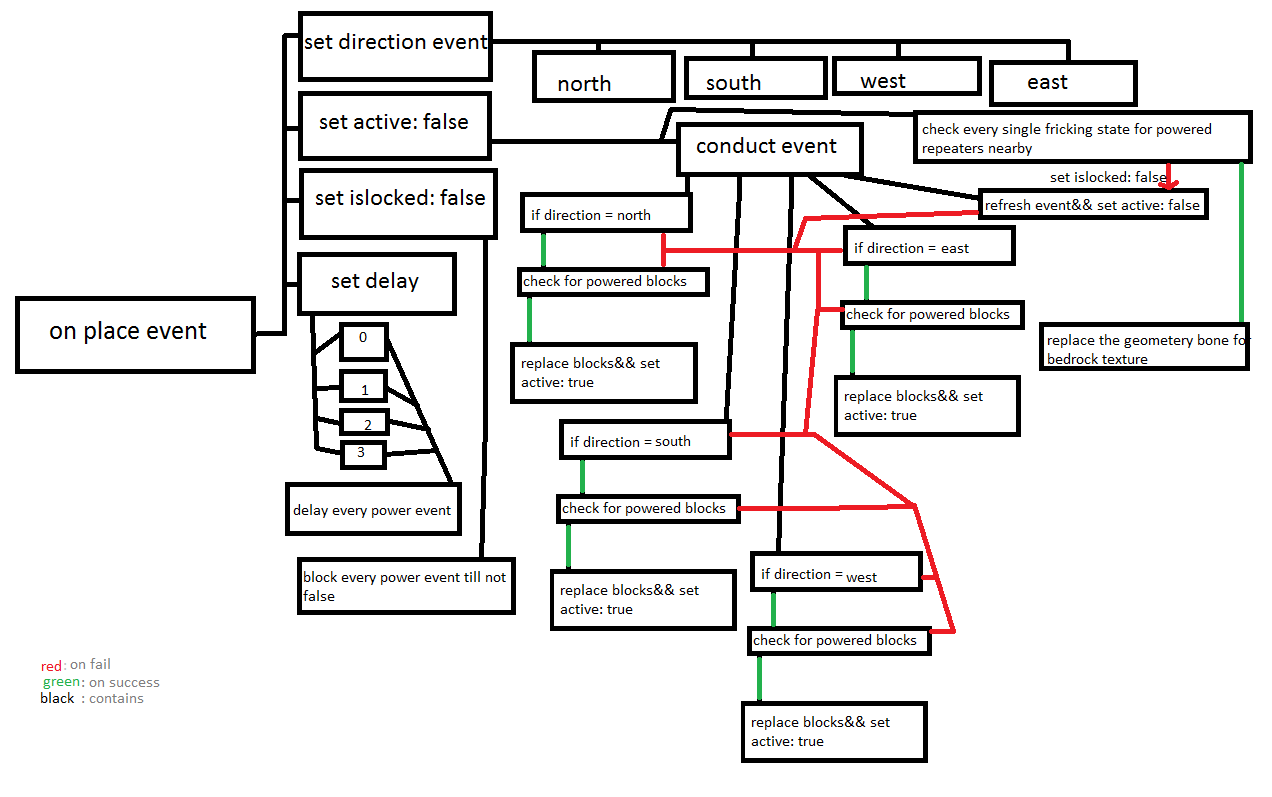 set direction event
north
south
west
east
set active: false
conduct event
check every single fricking state for powered
repeaters nearby
set islocked: false
set islocked: false
refresh event&& set active: false
if direction = north
if direction = east
set delay
check for powered blocks
check for powered blocks
on place event
0
1
2
3
replace the geometery bone for
bedrock texture
replace blocks&& set
active: true
replace blocks&& set
active: true
if direction = south
delay every power event
check for powered blocks
block every power event till not
false
if direction = west
replace blocks&& set
active: true
check for powered blocks
red: on fail
green: on success
black : contains
replace blocks&& set
active: true